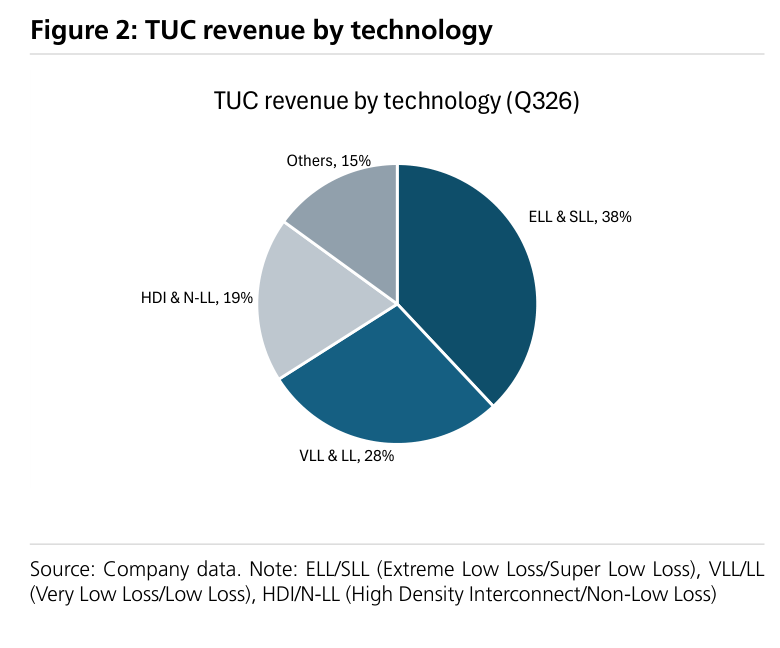 Figure 2: TUC revenue by technology
TUC revenue by technology (Q326)
Others, 15%
ELL & SLL, 38%
HDI & N-LL, 19%
VLL & LL, 28%
Source: Company data. Note: ELL/SLL (Extreme Low Loss/Super Low Loss), VLL/LL
(Very Low Loss/Low Loss), HDI/N-LL (High Density Interconnect/Non-Low Loss)